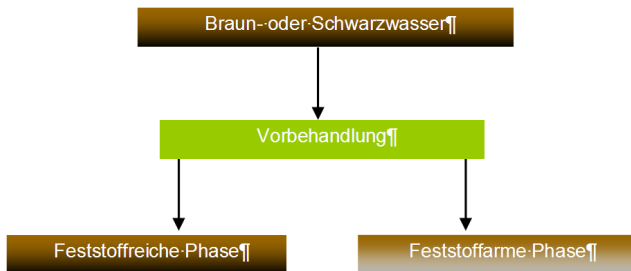 Braun-·oder·Schwarzwasser¶
Vorbehandlung¶
Feststoffreiche·Phase¶
Feststoffarme·Phase¶